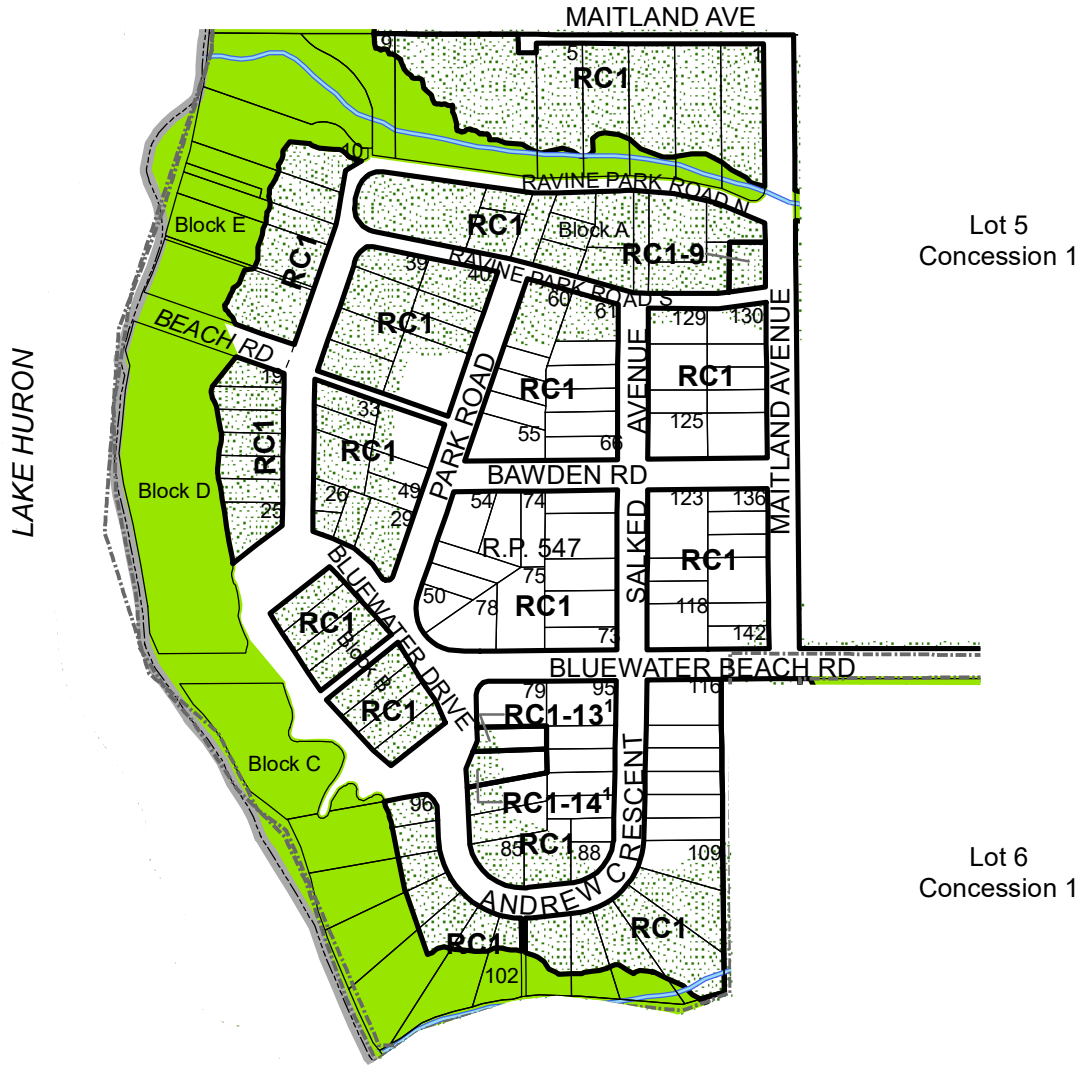 MAITLAND AVE
9
5
1
RC1
10
RAVINE PARK ROAD N
Block E
RC1
RC1
Block A
RC1-9
Lot 5
Concession 1
RAVINE PARK ROAD S
39
40
60
61
129
130
RC1
BEACH RD
MAITLAND AVENUE
LAKE HURON
19
33
RC1
PARK ROAD
RC1
55
66
SALKED AVENUE
RC1
125
RC1
BAWDEN RD
Block D
25
26
49
29
54
74
123
136
R.P. 547
75
RC1
50
78
RC1
73
118
142
BLUEWATER DRIVE
RC1
Block B
RC1
BLUEWATER BEACH RD
79
95
116
RC1-13¹
Block C
RC1-14¹
96
RC1
85
88
109
ANDREW CRESCENT
Lot 6
Concession 1
RC1
RC1
102